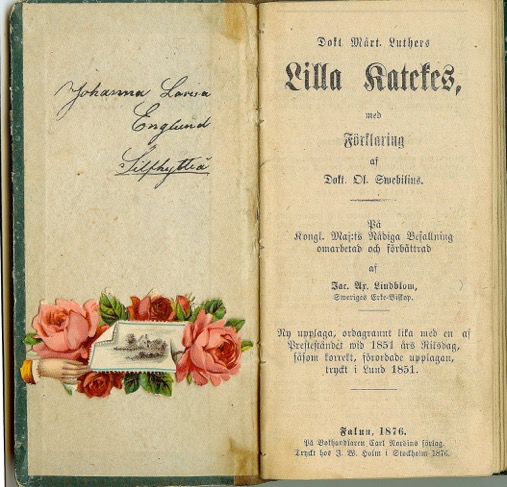 Johanna Lovisa
Englund
Silfhyttiå
Dokt Mårt. Luthers
Lilla Katekes,
med
Förklaring
af
Dokt. Ol. Swebilius.
På
Kongl. Maj:ts Nådiga Befallning
omarbetad och förbättrad
af
Jac. Ax. Lindblom,
Sweriges Erke-Biskop.
Ny upplaga, ordagrannt lika med en af
Presteståndet wid 1851 års Riksdag,
såsom korrekt, förordade upplagan,
tryckt i Lund 1851.
Falun, 1876.
På Bokhandlaren Carl Nordins förlag.
Tryckt hos J. W. Holm i Stockholm 1876.